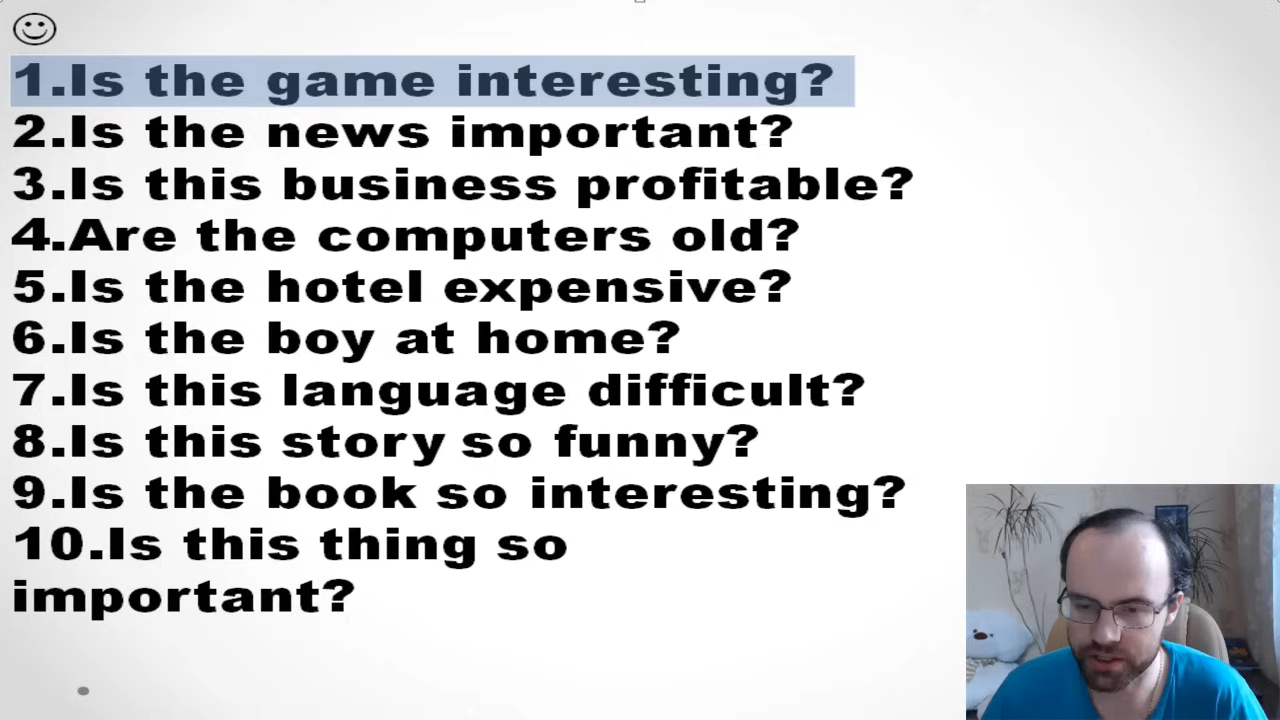 1.Is the game interesting?
2.Is the news important?
3.Is this business profitable?
4.Are the computers old?
5.Is the hotel expensive?
6.Is the boy at home?
7.Is this language difficult?
8.Is this story so funny?
9.Is the book so interesting?
10.Is this thing so
important?